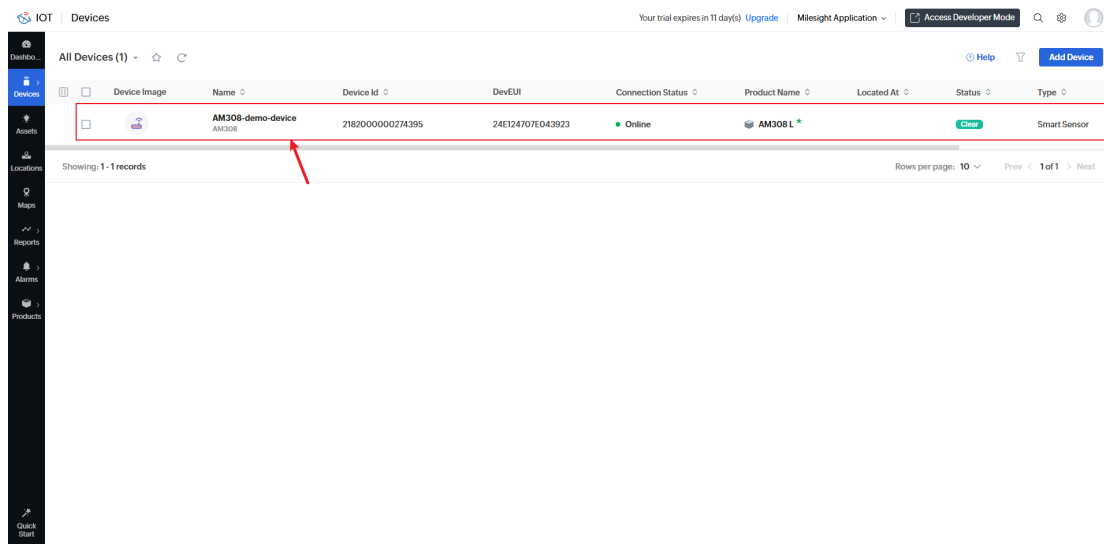 IOT Devices Your trial expires in 11 day(s) Upgrade Milesight Application Access Developer Mode
Dashbo...
Devices
Assets
Locations
Maps
Reports
Alarms
Products
Quick
Start
All Devices (1) Help Add Device
Device Image Name Device Id DevEUI Connection Status Product Name Located At Status Type
AM308-demo-device 2182000000274395 24E124707E043923 Online AM308 L * Clear Smart Sensor
AM308
Showing: 1 - 1 records Rows per page: 10 Prev < 1 of 1 > Next